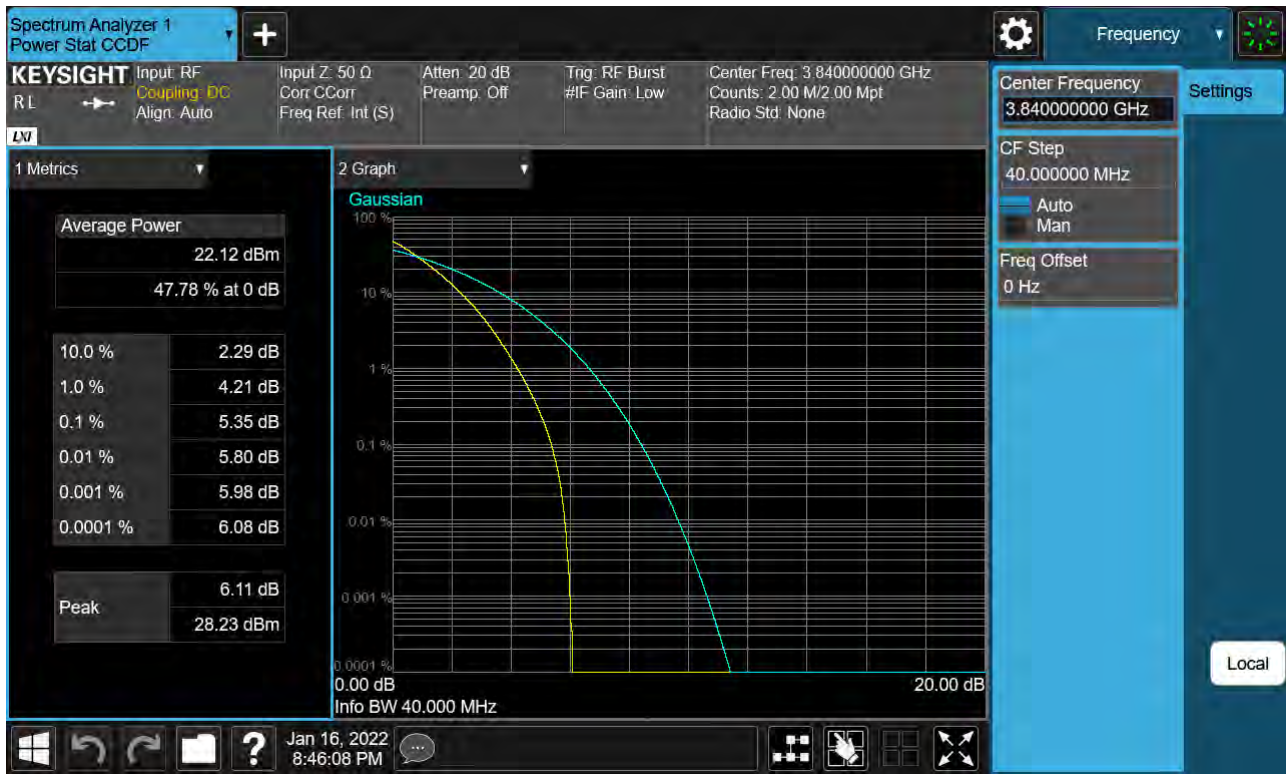 Spectrum Analyzer 1
Power Stat CCDF
Frequency
KEYSIGHT
RL
LXI
Input: RF
Coupling: DC
Align: Auto
Input Z: 50 Ω
Corr CCorr
Freq Ref: Int (S)
Atten: 20 dB
Preamp: Off
Trig: RF Burst
#IF Gain: Low
Center Freq: 3.840000000 GHz
Counts: 2.00 M/2.00 Mpt
Radio Std: None
Center Frequency
3.840000000 GHz
Settings
CF Step
40.000000 MHz
Auto
Man
Freq Offset
0 Hz
1 Metrics
Average Power
22.12 dBm
47.78 % at 0 dB
10.0 % 2.29 dB
1.0 % 4.21 dB
0.1 % 5.35 dB
0.01 % 5.80 dB
0.001 % 5.98 dB
0.0001 % 6.08 dB
Peak
6.11 dB
28.23 dBm
2 Graph
Gaussian
100 %
10 %
1 %
0.1 %
0.01 %
0.001 %
0.0001 %
0.00 dB 20.00 dB
Info BW 40.000 MHz
Local
?
Jan 16, 2022
8:46:08 PM